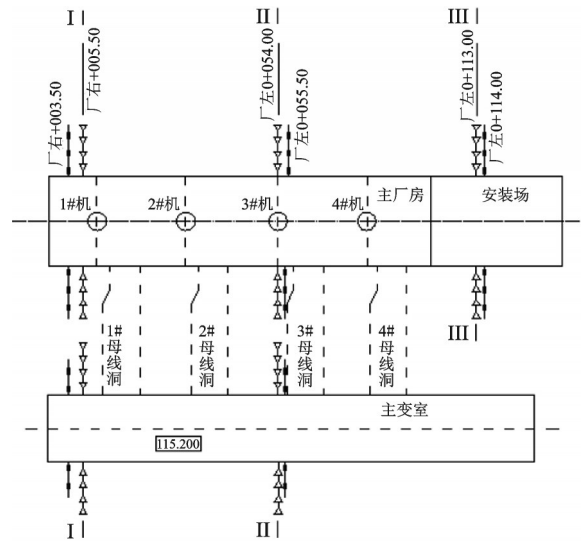 I
II
III
厂右+003.50
厂右+005.50
厂左0+054.00
厂左0+055.50
厂左0+113.00
厂左0+114.00
主厂房
安装场
1#机
2#机
3#机
4#机
III
1#母线洞
2#母线洞
3#母线洞
4#母线洞
主变室
115.200
I
II